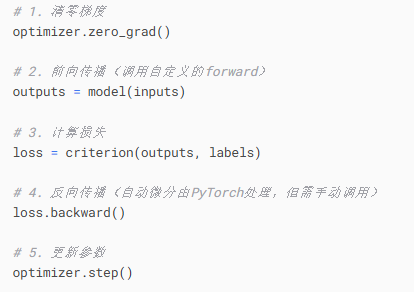 # 1. 清零梯度
optimizer.zero_grad()
# 2. 前向传播（调用自定义的forward）
outputs = model(inputs)
# 3. 计算损失
loss = criterion(outputs, labels)
# 4. 反向传播（自动微分由PyTorch处理，但需手动调用）
loss.backward()
# 5. 更新参数
optimizer.step()